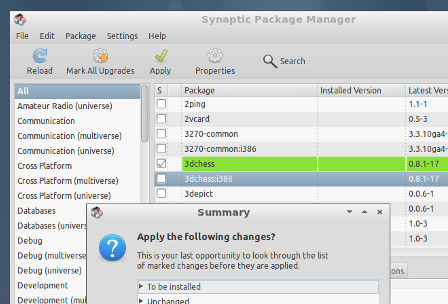 Synaptic Package Manager
File Edit Package Settings Help
Reload Mark All Upgrades Apply Properties Search
All
Amateur Radio (universe)
Communication
Communication (multiverse)
Communication (universe)
Cross Platform
Cross Platform (multiverse)
Cross Platform (universe)
Databases
Databases (univers
Debug
Debug (multiverse
Debug (universe)
Development
Development (mul
S Package Installed Version Latest Vers
2ping 1.1-1
2vcard 0.5-3
3270-common 3.3.10ga4-
3270-common:i386 3.3.10ga4-
3dchess 0.8.1-17
3dchess:i386 0.8.1-17
3depict 0.0.6-1
0.0.6-1
1.0-3
1.0-3
ons
Summary
Apply the following changes?
This is your last opportunity to look through the list
of marked changes before they are applied.
To be installed
Unchanged